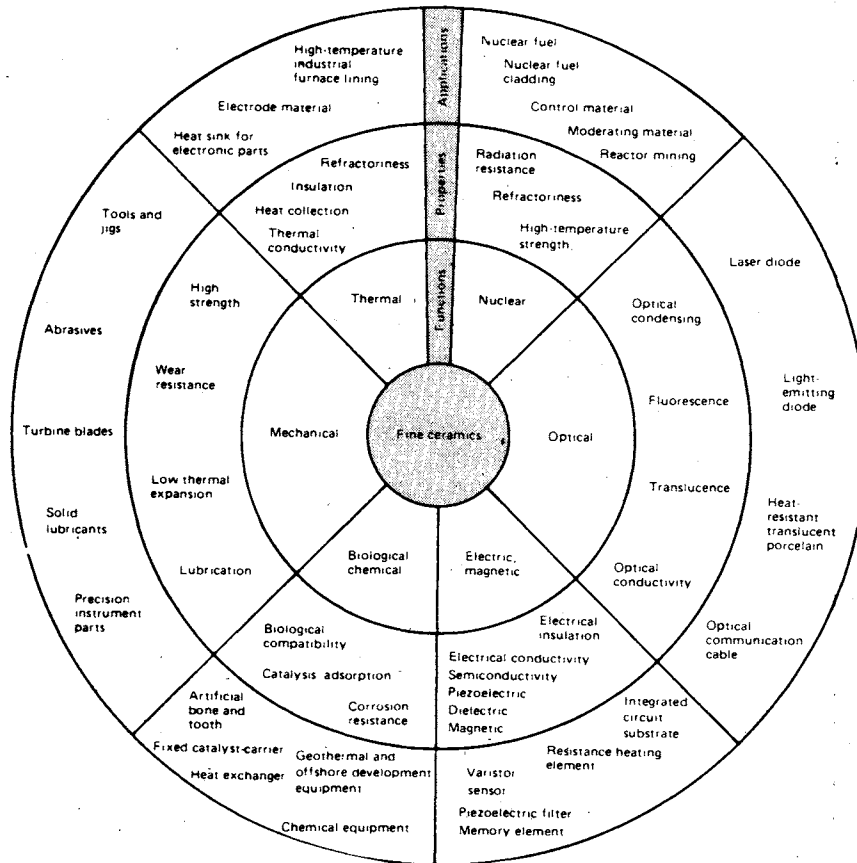 Applications
Properties
Functions
Fine ceramics
High-temperature
industrial
furnace lining
Electrode material
Heat sink for
electronic parts
Refractoriness
Insulation
Heat collection
Thermal
conductivity
Thermal
Nuclear fuel
Nuclear fuel
cladding
Control material
Moderating material
Reactor mining
Radiation
resistance
Refractoriness
High-temperature
strength
Nuclear
Laser diode
Light-
emitting
diode
Heat-
resistant
translucent
porcelain
Optical
communication
cable
Optical
condensing
Fluorescence
Translucence
Optical
conductivity
Optical
Electric,
magnetic
Electrical
insulation
Electrical conductivity
Semiconductivity
Piezoelectric
Dielectric
Magnetic
Integrated
circuit
substrate
Resistance heating
element
Varistor
sensor
Piezoelectric filter
Memory element
Biological
chemical
Biological
compatibility
Catalysis adsorption
Corrosion
resistance
Artificial
bone and
tooth
Fixed catalyst-carrier
Heat exchanger
Geothermal and
offshore development
equipment
Chemical equipment
Mechanical
High
strength
Wear
resistance
Low thermal
expansion
Lubrication
Tools and
jigs
Abrasives
Turbine blades
Solid
lubricants
Precision
instrument
parts